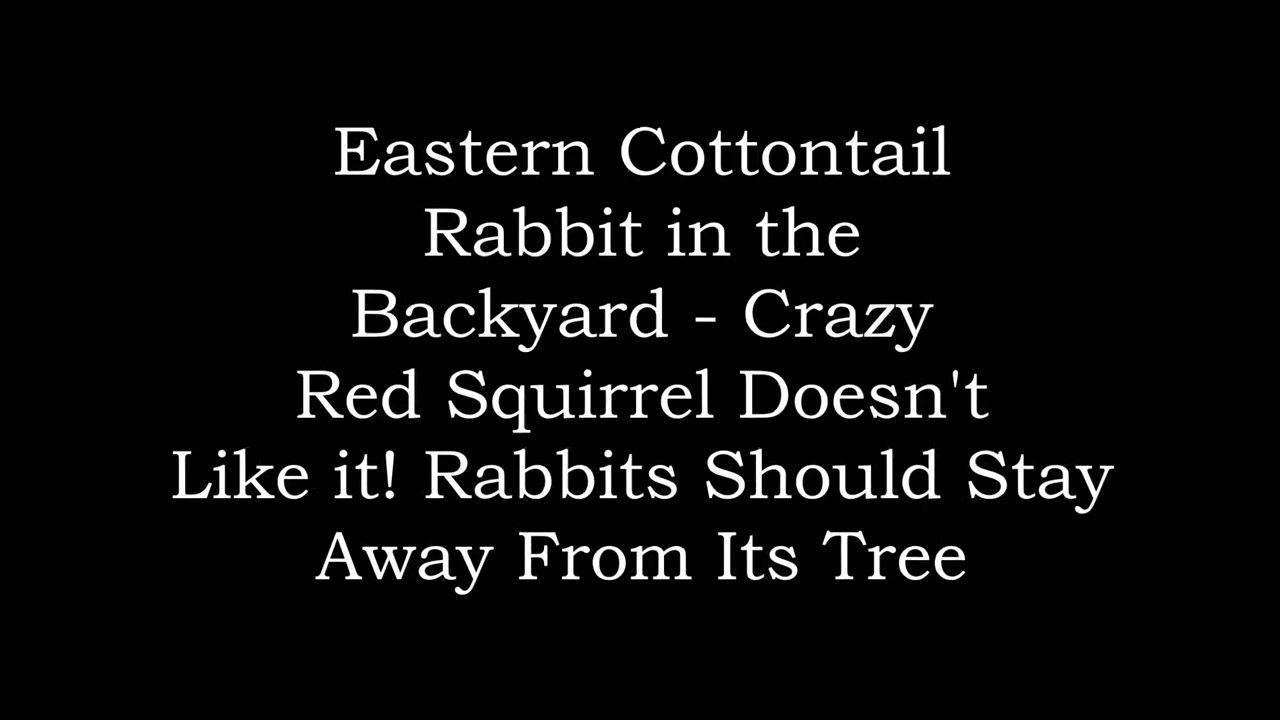 Eastern Cottontail
Rabbit in the
Backyard - Crazy
Red Squirrel Doesn't
Like it! Rabbits Should Stay
Away From Its Tree